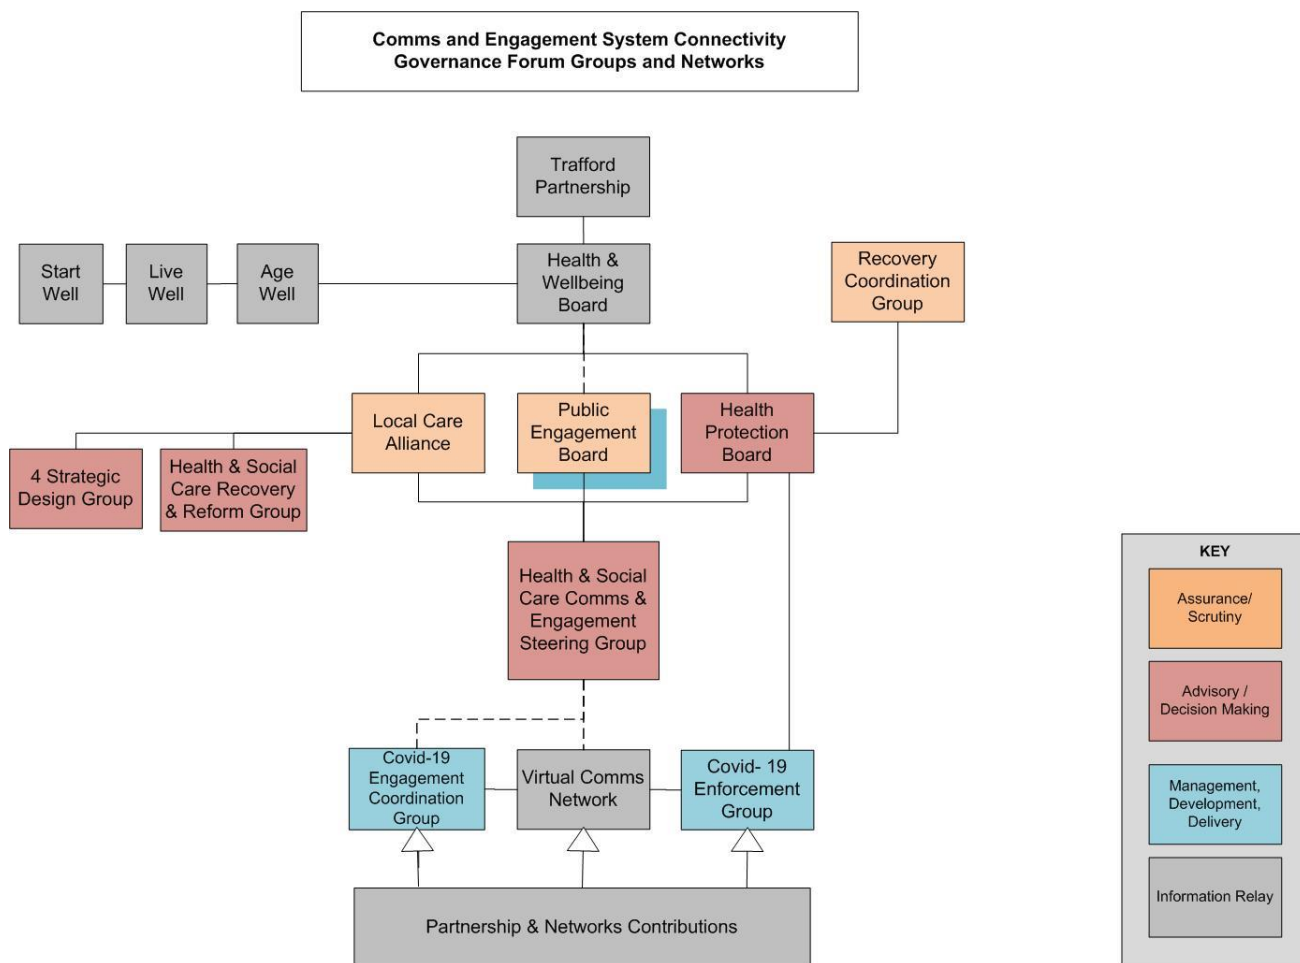 Comms and Engagement System Connectivity
Governance Forum Groups and Networks
Trafford
Partnership
Start
Well
Live
Well
Age
Well
Health &
Wellbeing
Board
Recovery
Coordination
Group
Local Care
Alliance
Public
Engagement
Board
Health
Protection
Board
4 Strategic
Design Group
Health & Social
Care Recovery
& Reform Group
Health & Social
Care Comms &
Engagement
Steering Group
Covid-19
Engagement
Coordination
Group
Virtual Comms
Network
Covid- 19
Enforcement
Group
Partnership & Networks Contributions
KEY
Assurance/
Scrutiny
Advisory /
Decision Making
Management,
Development,
Delivery
Information Relay